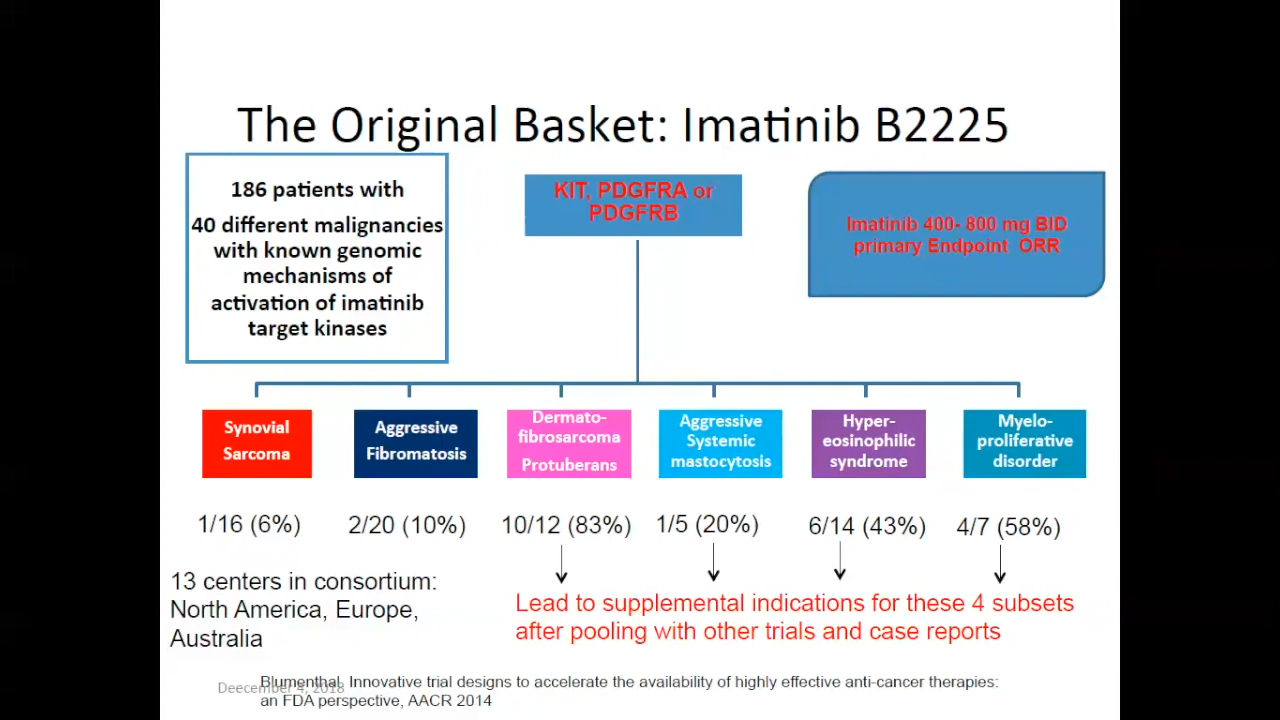 The Original Basket: Imatinib B2225
186 patients with
40 different malignancies
with known genomic
mechanisms of
activation of imatinib
target kinases
KIT, PDGFRA or
PDGFRB
Imatinib 400- 800 mg BID
primary Endpoint ORR
Synovial
Sarcoma
Aggressive
Fibromatosis
Dermato-
fibrosarcoma
Protuberans
Aggressive
Systemic
mastocytosis
Hyper-
eosinophilic
syndrome
Myelo-
proliferative
disorder
1/16 (6%)
2/20 (10%)
10/12 (83%)
1/5 (20%)
6/14 (43%)
4/7 (58%)
13 centers in consortium:
North America, Europe,
Australia
Lead to supplemental indications for these 4 subsets
after pooling with other trials and case reports
Deecember 4, 2018
Blumenthal. Innovative trial designs to accelerate the availability of highly effective anti-cancer therapies:
an FDA perspective, AACR 2014